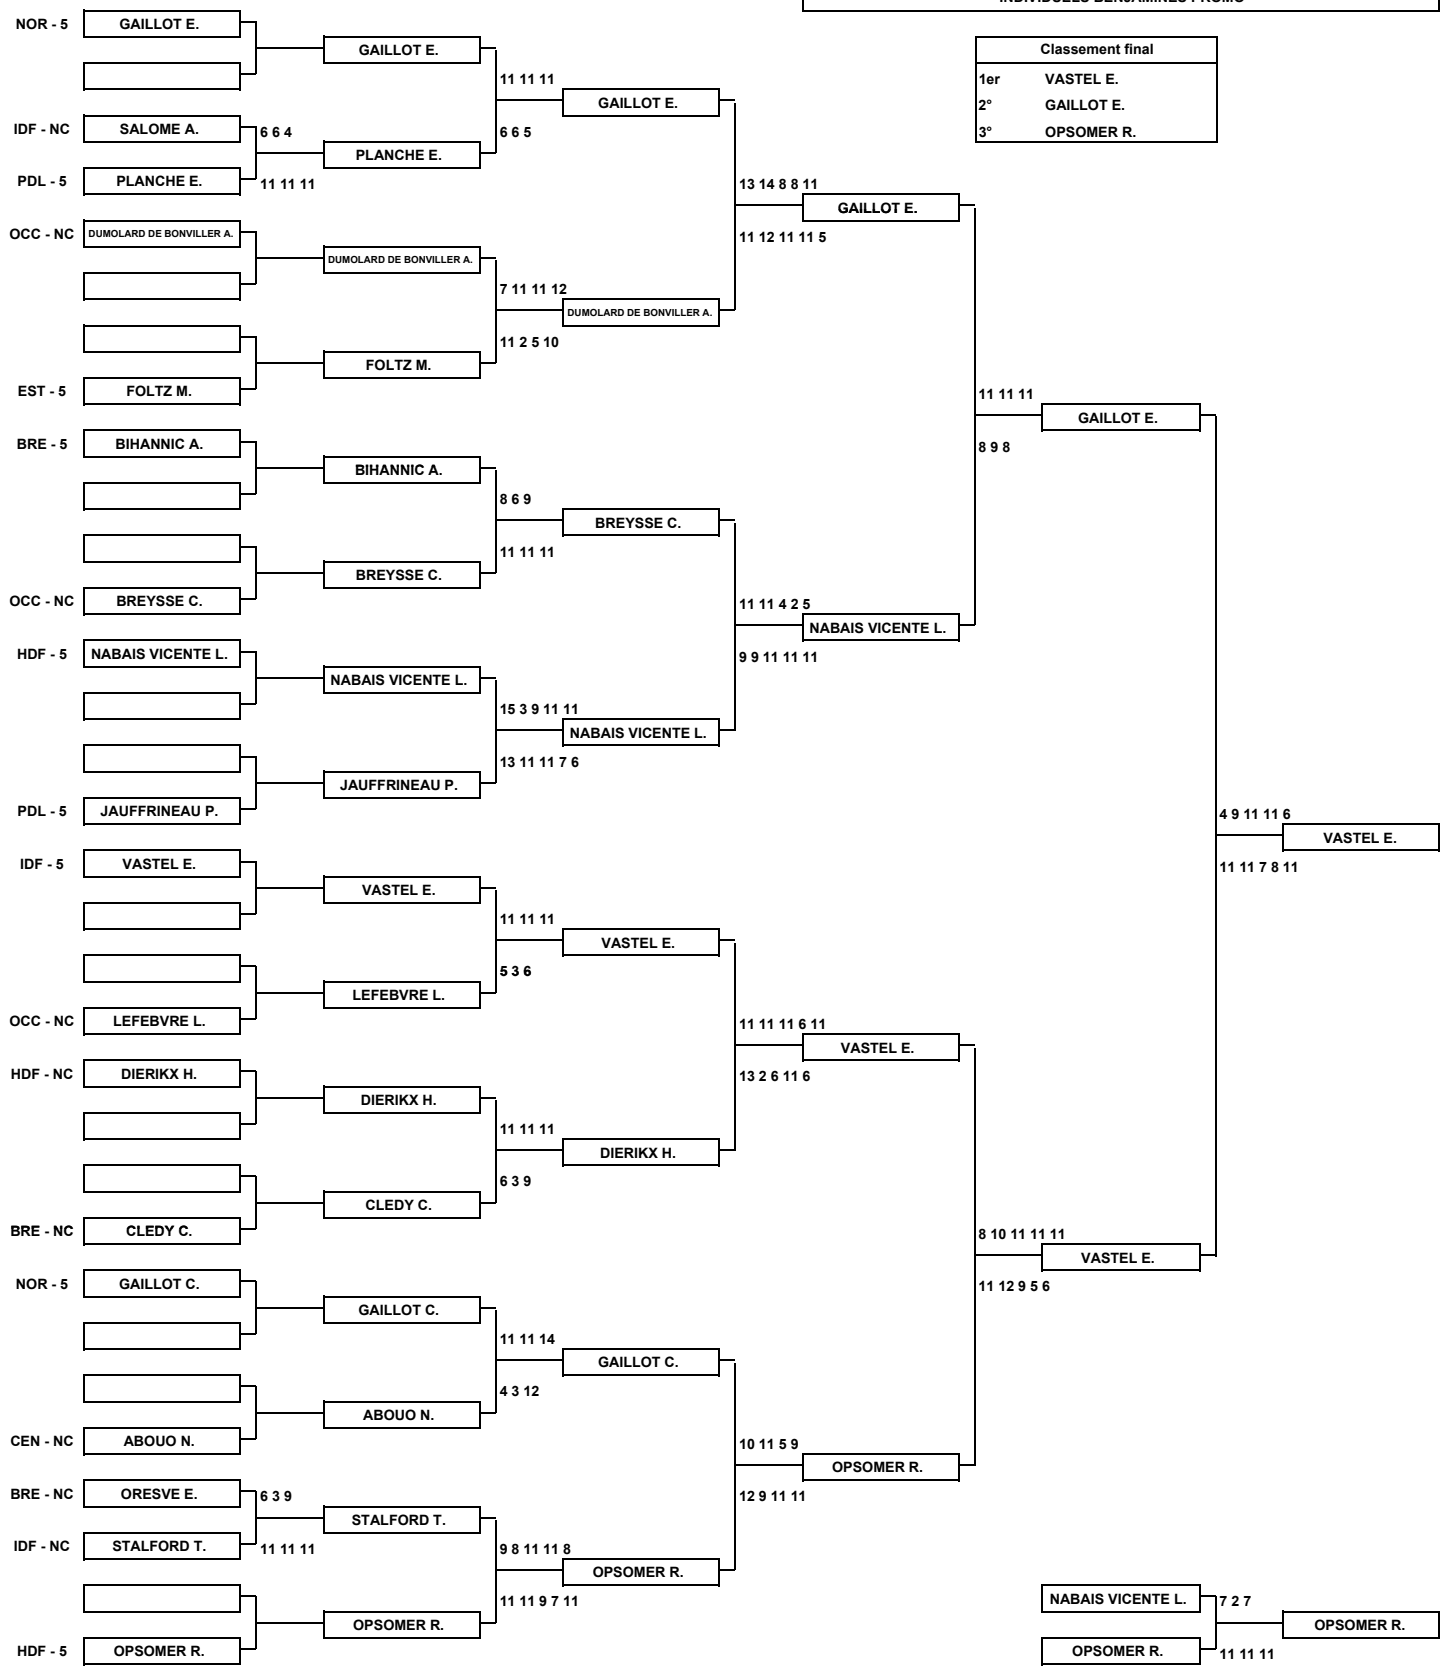 INDIVIDUELS BENJAMINES PROMO
NOR - 5 GAILLOT E.
GAILLOT E.
Classement final
1er VASTEL E.
2° GAILLOT E.
3° OPSOMER R.
11 11 11
GAILLOT E.
IDF - NC SALOME A. 6 6 4
6 6 5
PLANCHE E.
PDL - 5 PLANCHE E. 11 11 11
13 14 8 8 11
GAILLOT E.
OCC - NC DUMOLARD DE BONVILLER A.
11 12 11 11 5
DUMOLARD DE BONVILLER A.
7 11 11 12
DUMOLARD DE BONVILLER A.
11 2 5 10
FOLTZ M.
EST - 5 FOLTZ M.
11 11 11
GAILLOT E.
BRE - 5 BIHANNIC A.
8 9 8
BIHANNIC A.
8 6 9
BREYSSE C.
11 11 11
BREYSSE C.
OCC - NC BREYSSE C.
11 11 4 2 5
NABAIS VICENTE L.
HDF - 5 NABAIS VICENTE L.
9 9 11 11 11
NABAIS VICENTE L.
15 3 9 11 11
NABAIS VICENTE L.
13 11 11 7 6
JAUFFRINEAU P.
PDL - 5 JAUFFRINEAU P.
4 9 11 11 6
VASTEL E.
IDF - 5 VASTEL E.
11 11 7 8 11
VASTEL E.
11 11 11
VASTEL E.
5 3 6
LEFEBVRE L.
OCC - NC LEFEBVRE L.
11 11 11 6 11
VASTEL E.
HDF - NC DIERIKX H.
13 2 6 11 6
DIERIKX H.
11 11 11
DIERIKX H.
6 3 9
CLEDY C.
BRE - NC CLEDY C.
8 10 11 11 11
VASTEL E.
NOR - 5 GAILLOT C.
11 12 9 5 6
GAILLOT C.
11 11 14
GAILLOT C.
4 3 12
ABOUO N.
CEN - NC ABOUO N.
10 11 5 9
OPSOMER R.
BRE - NC ORESVE E. 6 3 9
12 9 11 11
STALFORD T.
IDF - NC STALFORD T. 11 11 11
9 8 11 11 8
OPSOMER R.
11 11 9 7 11
NABAIS VICENTE L. 7 2 7
OPSOMER R.
OPSOMER R.
HDF - 5 OPSOMER R.
OPSOMER R. 11 11 11